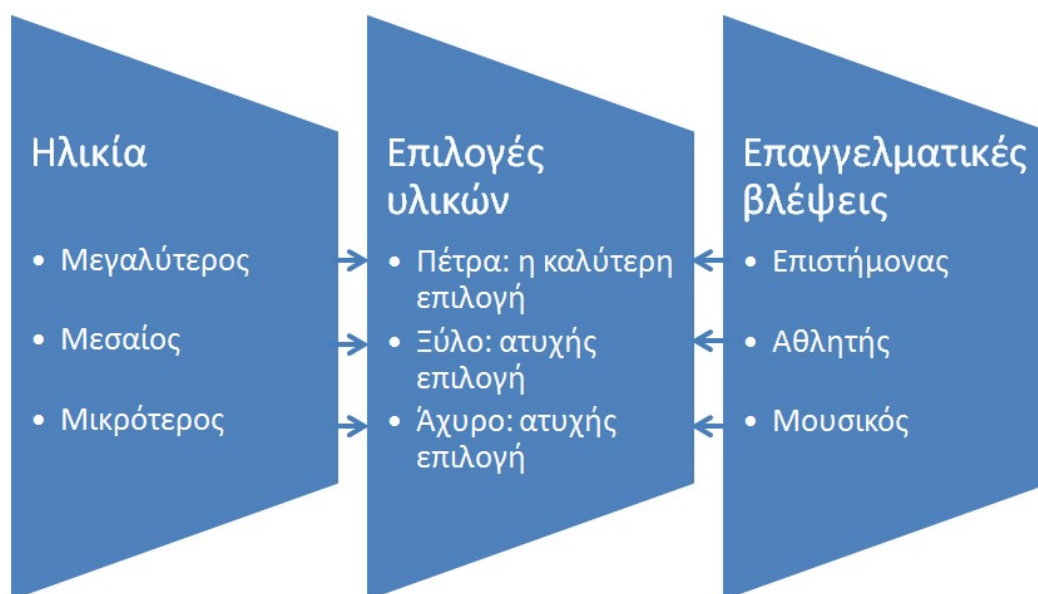 Ηλικία
• Μεγαλύτερος
• Μεσαίος
• Μικρότερος
Επιλογές
υλικών
• Πέτρα: η καλύτερη
επιλογή
• Ξύλο: ατυχής
επιλογή
• Άχυρο: ατυχής
επιλογή
Επαγγελματικές
βλέψεις
• Επιστήμονας
• Αθλητής
• Μουσικός